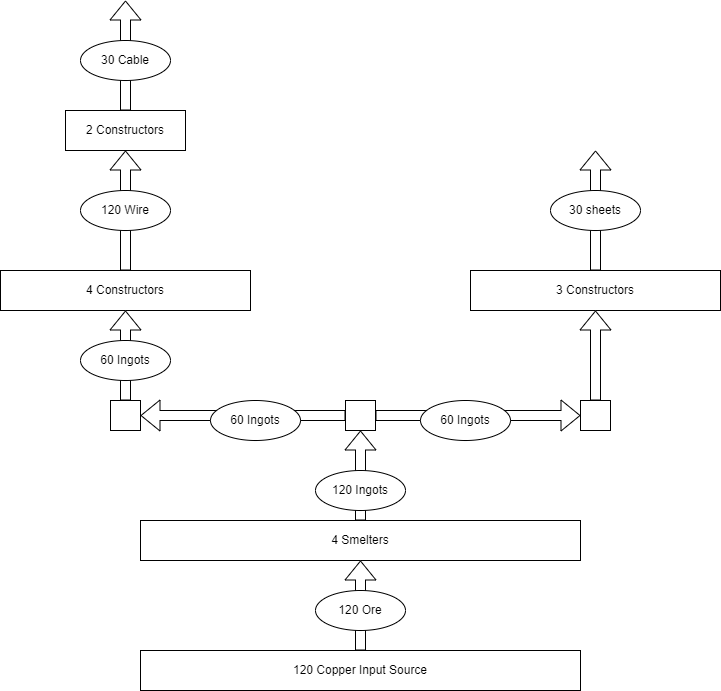 30 Cable
2 Constructors
120 Wire
30 sheets
4 Constructors
3 Constructors
60 Ingots
60 Ingots
60 Ingots
120 Ingots
4 Smelters
120 Ore
120 Copper Input Source